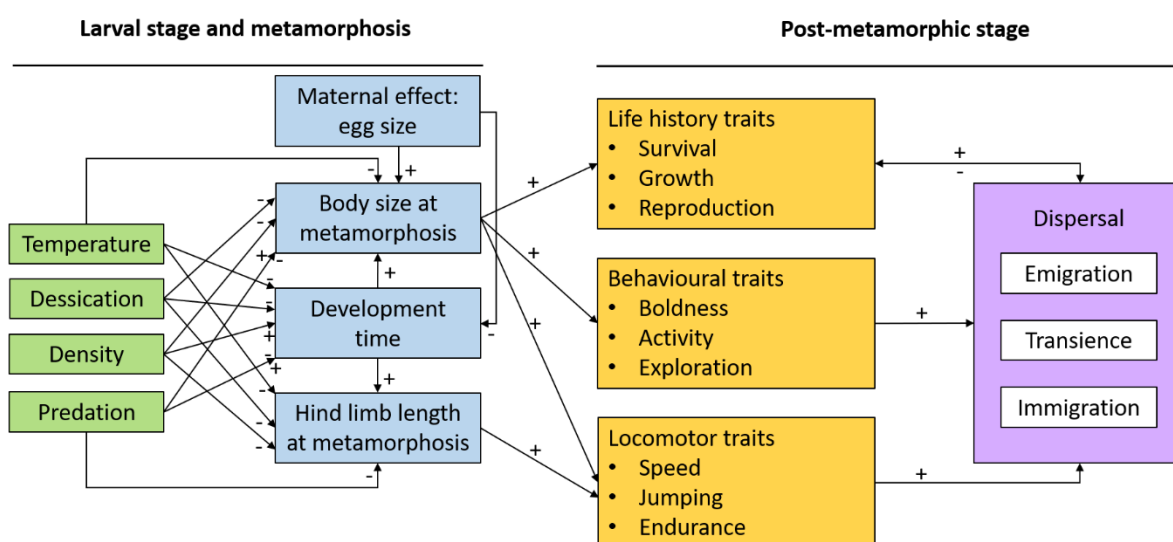 Larval stage and metamorphosis
Post-metamorphic stage
Maternal effect:
egg size
Temperature
Dessication
Density
Predation
Body size at
metamorphosis
Development
time
Hind limb length
at metamorphosis
-
+
-
-
+
-
+
-
-
+
-
+
-
+
-
-
-
-
-
+
+
+
+
Life history traits
• Survival
• Growth
• Reproduction
Behavioural traits
• Boldness
• Activity
• Exploration
Locomotor traits
• Speed
• Jumping
• Endurance
+
-
+
+
Dispersal
Emigration
Transience
Immigration